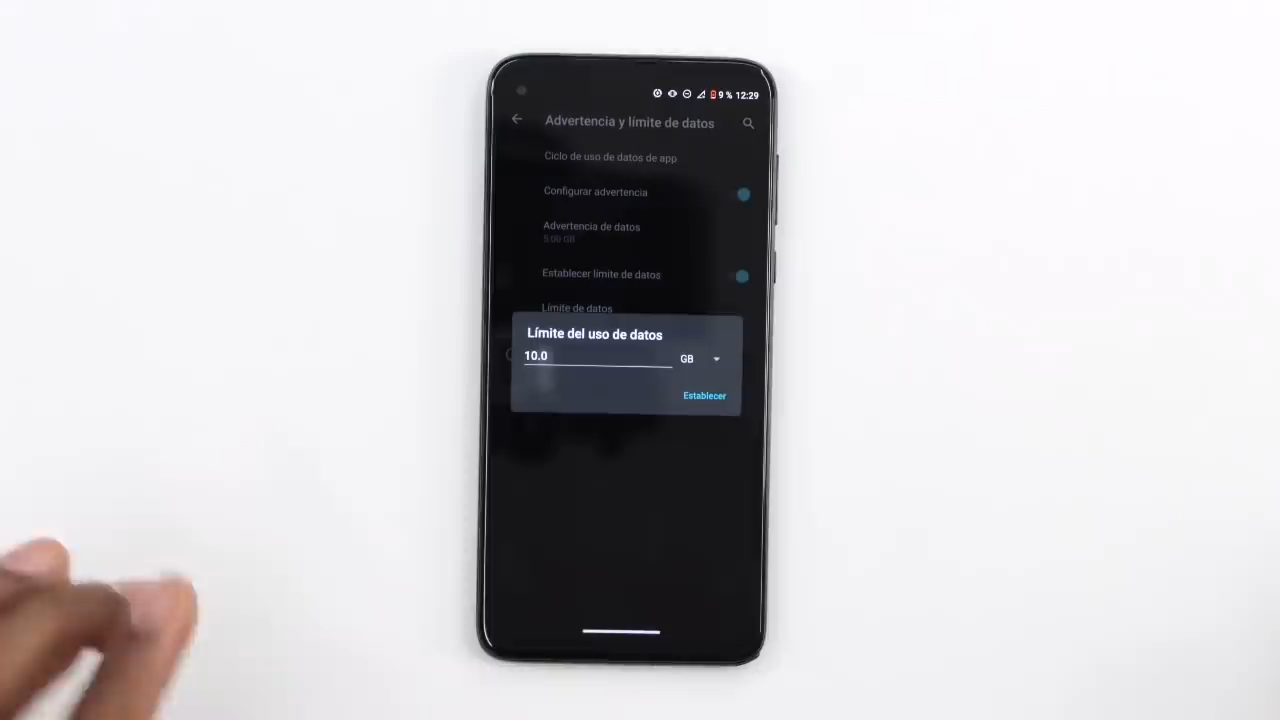 9 % 12:29
Advertencia y límite de datos
Ciclo de uso de datos de app
Configurar advertencia
Advertencia de datos
5.00 GB
Establecer límite de datos
Límite de datos
Límite del uso de datos
10.0 GB
Establecer